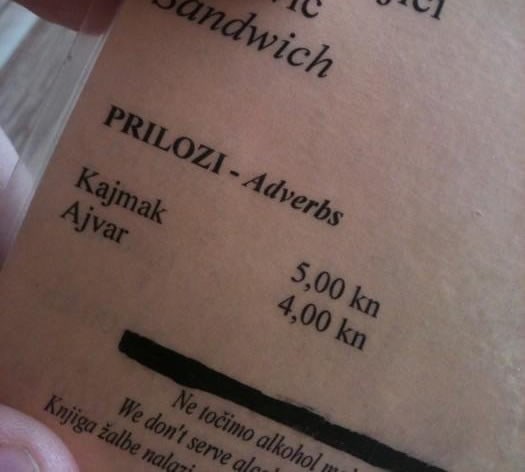 Sandwich
PRILOZI - Adverbs
Kajmak 5,00 kn
Ajvar 4,00 kn
Ne točimo alkohol
We don't serve
Knjiga žalbe